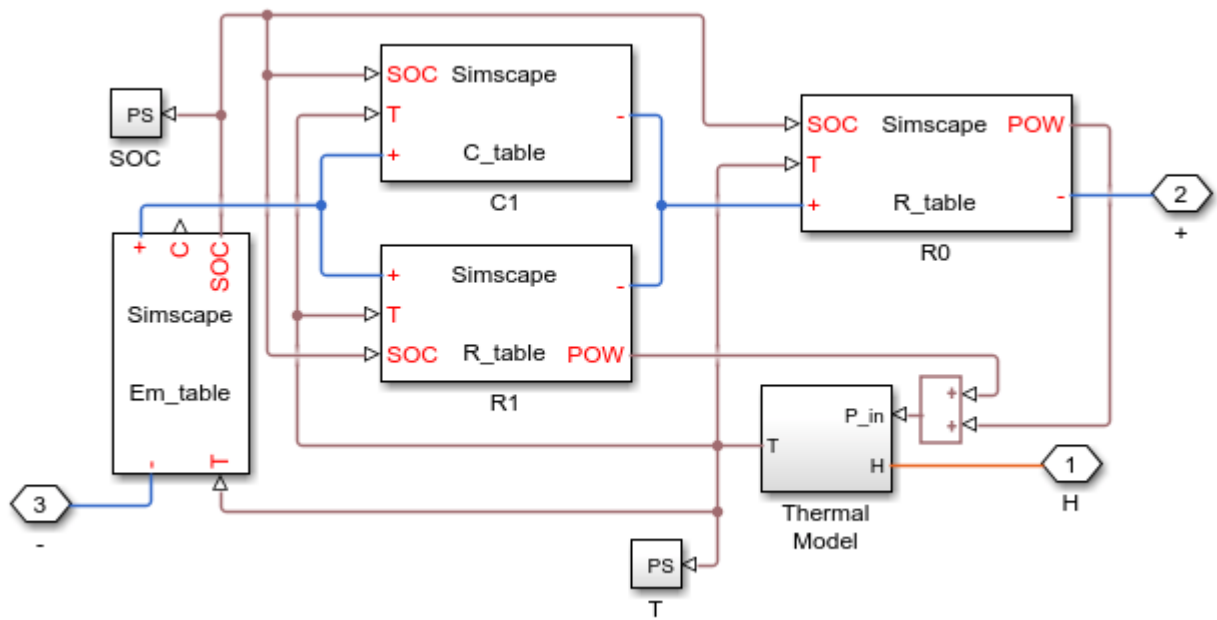 SOC Simscape
T
C_table
+
-
C1
PS
SOC
SOC Simscape POW
T
+
R_table
-
R0
2
+
+ C SOC
Simscape
Em_table
- T
+ Simscape
T
-
SOC R_table POW
R1
+
+
P_in
T
H
Thermal
Model
1
H
3
-
PS
T